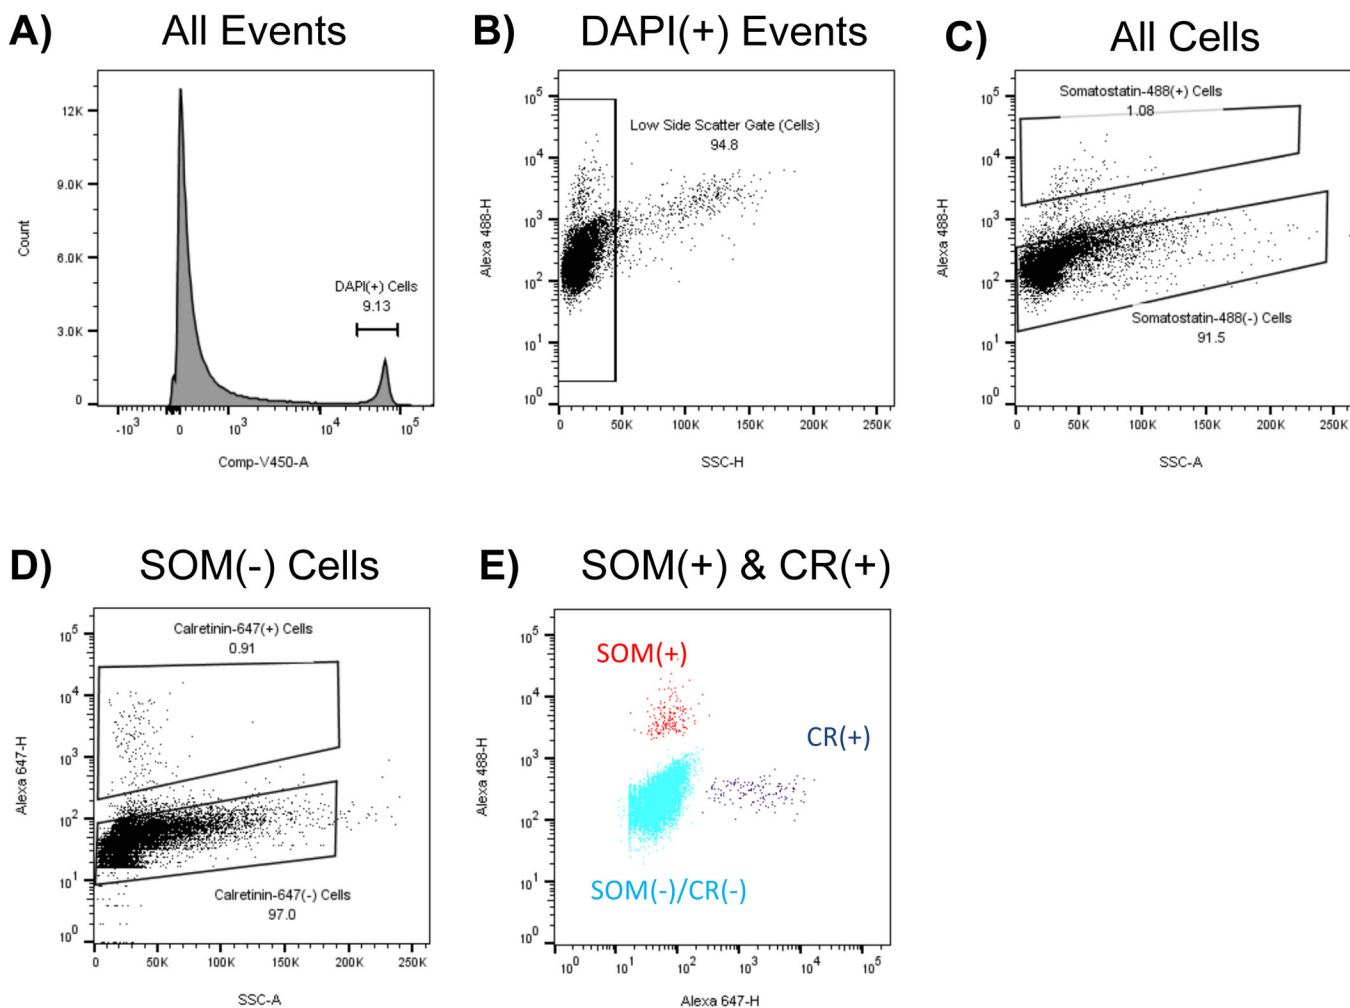 A) All Events
12K
9.0K
6.0K
3.0K
0
Count
DAPI(+) Cells
9.13
-10³ 0 10³ 10⁴ 10⁵
Comp-V450-A
B) DAPI(+) Events
10⁵
10⁴
10³
10²
10¹
10⁰
Alexa 488-H
Low Side Scatter Gate (Cells)
94.8
0 50K 100K 150K 200K 250K
SSC-H
C) All Cells
10⁵
10⁴
10³
10²
10¹
10⁰
Alexa 488-H
Somatostatin-488(+) Cells
1.08
Somatostatin-488(-) Cells
91.5
0 50K 100K 150K 200K 250K
SSC-A
D) SOM(-) Cells
10⁵
10⁴
10³
10²
10¹
10⁰
Alexa 647-H
Calretinin-647(+) Cells
0.91
Calretinin-647(-) Cells
97.0
0 50K 100K 150K 200K 250K
SSC-A
E) SOM(+) & CR(+)
10⁵
10⁴
10³
10²
10¹
10⁰
Alexa 488-H
SOM(+)
CR(+)
SOM(-)/CR(-)
10⁰ 10¹ 10² 10³ 10⁴ 10⁵
Alexa 647-H